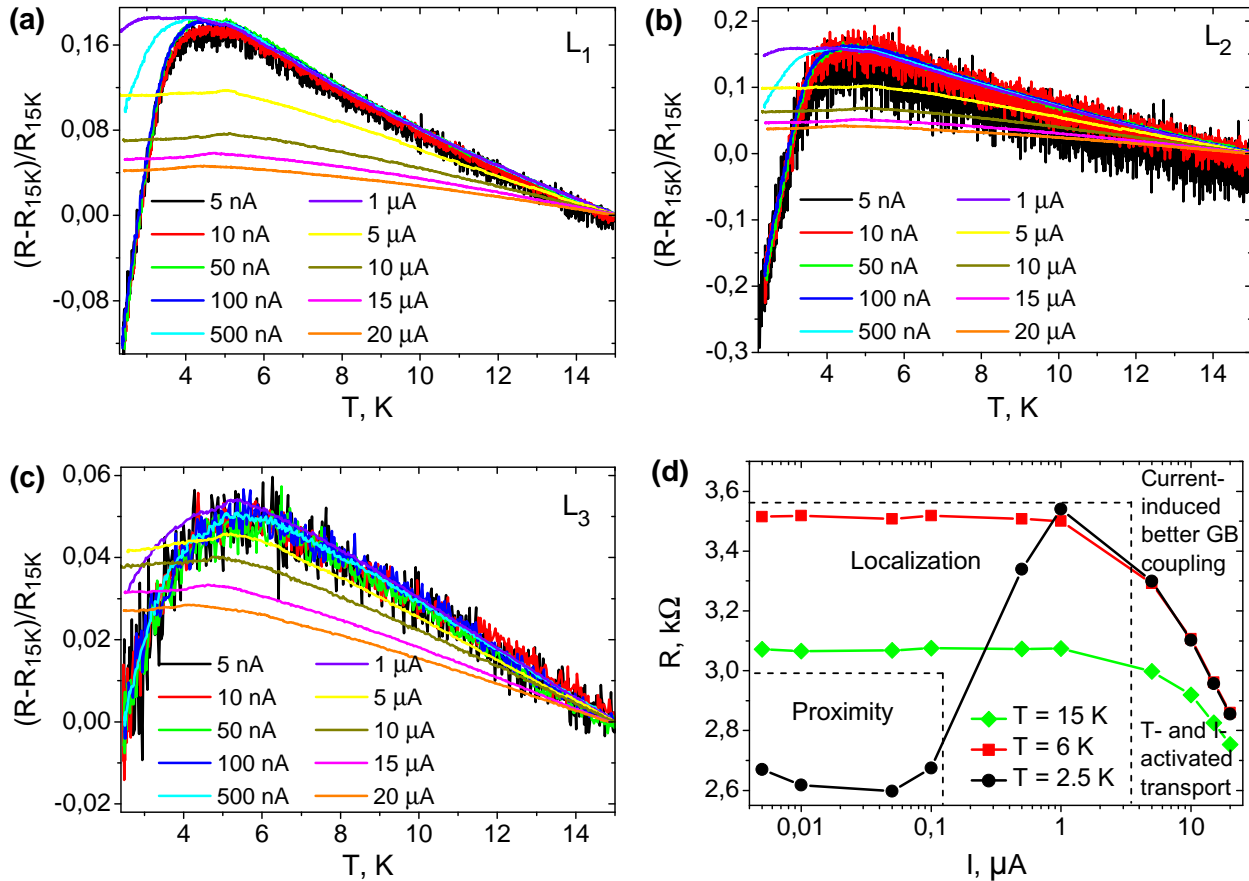 (a)
L1
(R-R15K)/R15K
0,16
0,08
0,00
-0,08
5 nA
10 nA
50 nA
100 nA
500 nA
1 µA
5 µA
10 µA
15 µA
20 µA
4 6 8 10 12 14
T, K
(b)
L2
(R-R15K)/R15K
0,2
0,1
0,0
-0,1
-0,2
-0,3
5 nA
10 nA
50 nA
100 nA
500 nA
1 µA
5 µA
10 µA
15 µA
20 µA
4 6 8 10 12 14
T, K
(c)
L3
(R-R15K)/R15K
0,06
0,04
0,02
0,00
-0,02
5 nA
10 nA
50 nA
100 nA
500 nA
1 µA
5 µA
10 µA
15 µA
20 µA
4 6 8 10 12 14
T, K
(d)
R, kΩ
3,6
3,4
3,2
3,0
2,8
2,6
Localization
Current-
induced
better GB
coupling
Proximity
T = 15 K
T = 6 K
T = 2.5 K
T- and I-
activated
transport
0,01 0,1 1 10
I, µA